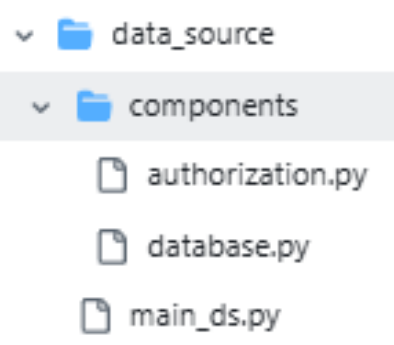 data_source
components
authorization.py
database.py
main_ds.py